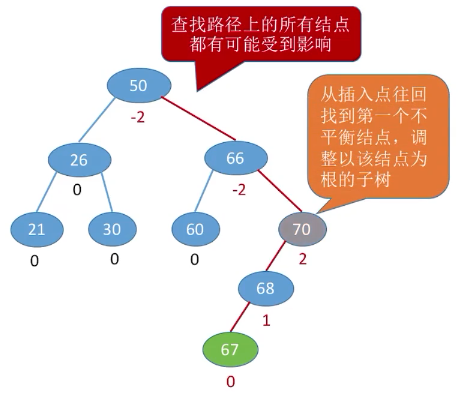 查找路径上的所有结点
都有可能受到影响
50
-2
从插入点往回
找到第一个不
平衡结点，调
整以该结点为
根的子树
26
0
66
-2
21
0
30
0
60
0
70
2
68
1
67
0